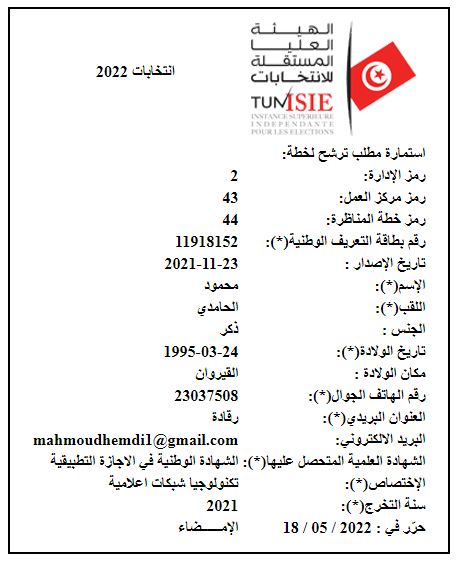 الهيئة
العليا
المستقلة
للانتخابات
TUNISIE
INSTANCE SUPERIEURE
INDEPENDANTE
POUR LES ELECTIONS
انتخابات 2022
استمارة مطلب ترشح لخطة:
رمز الإدارة: 2
رمز مركز العمل: 43
رمز خطة المناظرة: 44
رقم بطاقة التعريف الوطنية(*): 11918152
تاريخ الإصدار : 2021-11-23
الإسم(*): محمود
اللقب(*): الحامدي
الجنس : ذكر
تاريخ الولادة(*): 1995-03-24
مكان الولادة : القيروان
رقم الهاتف الجوال(*): 23037508
العنوان البريدي(*): رقادة
البريد الالكتروني: mahmoudhemdi1@gmail.com
الشهادة العلمية المتحصل عليها(*): الشهادة الوطنية في الاجازة التطبيقية
الإختصاص(*): تكنولوجيا شبكات اعلامية
سنة التخرج(*): 2021
حرّر في : 2022 / 05 / 18 الإمـــــضاء